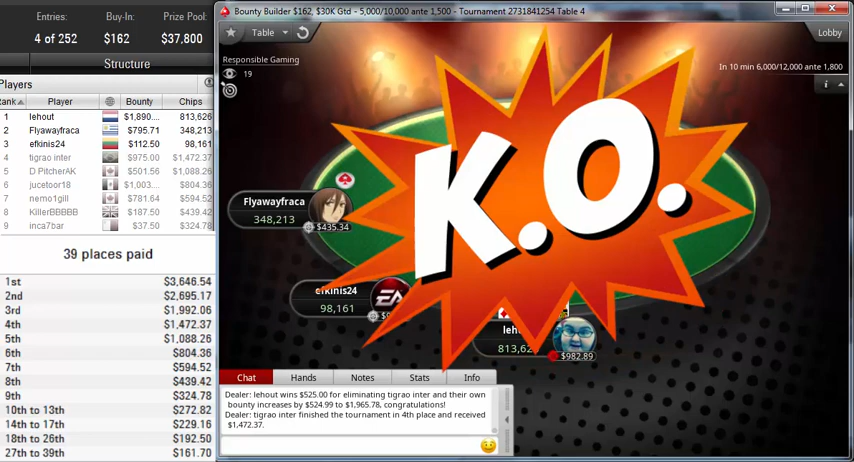 Entries:
Buy-In:
Prize Pool:
4 of 252
$162
$37,800
Structure
Players
Rank
Player
Bounty
Chips
1 lehout $1,890.... 813,626
2 Flyawayfraca $795.71 348,213
3 efkinis24 $112.50 98,161
4 tigrao inter $975.00 $1,472.37
5 D PitcherAK $501.56 $1,088.26
6 jucetoor18 $1,003.... $804.36
7 nemo1gill $781.64 $594.52
8 KillerBBBBB $187.50 $439.42
9 inca7bar $37.50 $324.78
39 places paid
1st $3,646.54
2nd $2,695.17
3rd $1,992.06
4th $1,472.37
5th $1,088.26
6th $804.36
7th $594.52
8th $439.42
9th $324.78
10th to 13th $272.82
14th to 17th $229.16
18th to 26th $192.50
27th to 39th $161.70
Bounty Builder $162, $30K Gtd - 5,000/10,000 ante 1,500 - Tournament 2731841254 Table 4
Table
Lobby
Responsible Gaming
19
In 10 min 6,000/12,000 ante 1,800
i
K.O.
Flyawayfraca
348,213
$435.34
efkinis24
98,161
EA
leh
813,62
$982.89
Chat
Hands
Notes
Stats
Info
Dealer: lehout wins $525.00 for eliminating tigrao inter and their own
bounty increases by $524.99 to $1,965.78, congratulations!
Dealer: tigrao inter finished the tournament in 4th place and received
$1,472.37.